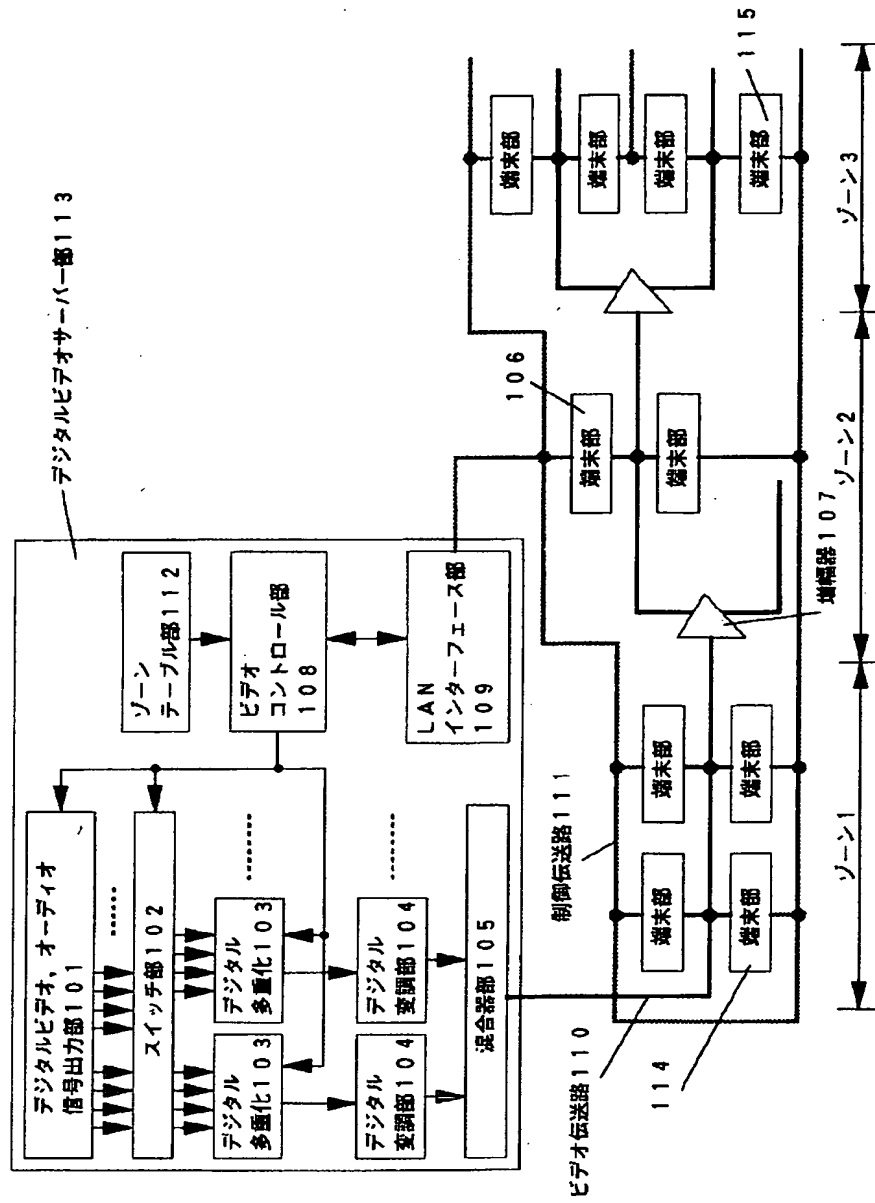 デジタルビデオサーバー部113
デジタルビデオ,オーディオ
信号出力部101
スイッチ部102
デジタル
多重化103
デジタル
多重化103
デジタル
変調部104
デジタル
変調部104
混合器部105
ゾーン
テーブル部112
ビデオ
コントロール部
108
LAN
インターフェース部
109
ビデオ伝送路110
制御伝送路111
114
端末部
端末部
端末部
端末部
106
端末部
端末部
増幅器107
端末部
端末部
端末部
端末部
115
ゾーン1
ゾーン2
ゾーン3